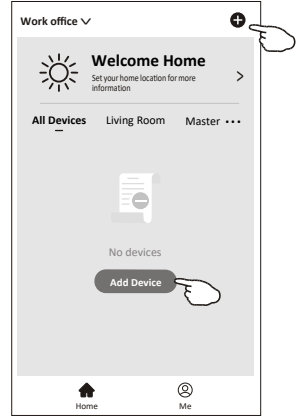 Work office
Welcome Home
Set your home location for more
information
All Devices Living Room Master
No devices
Add Device
Home Me